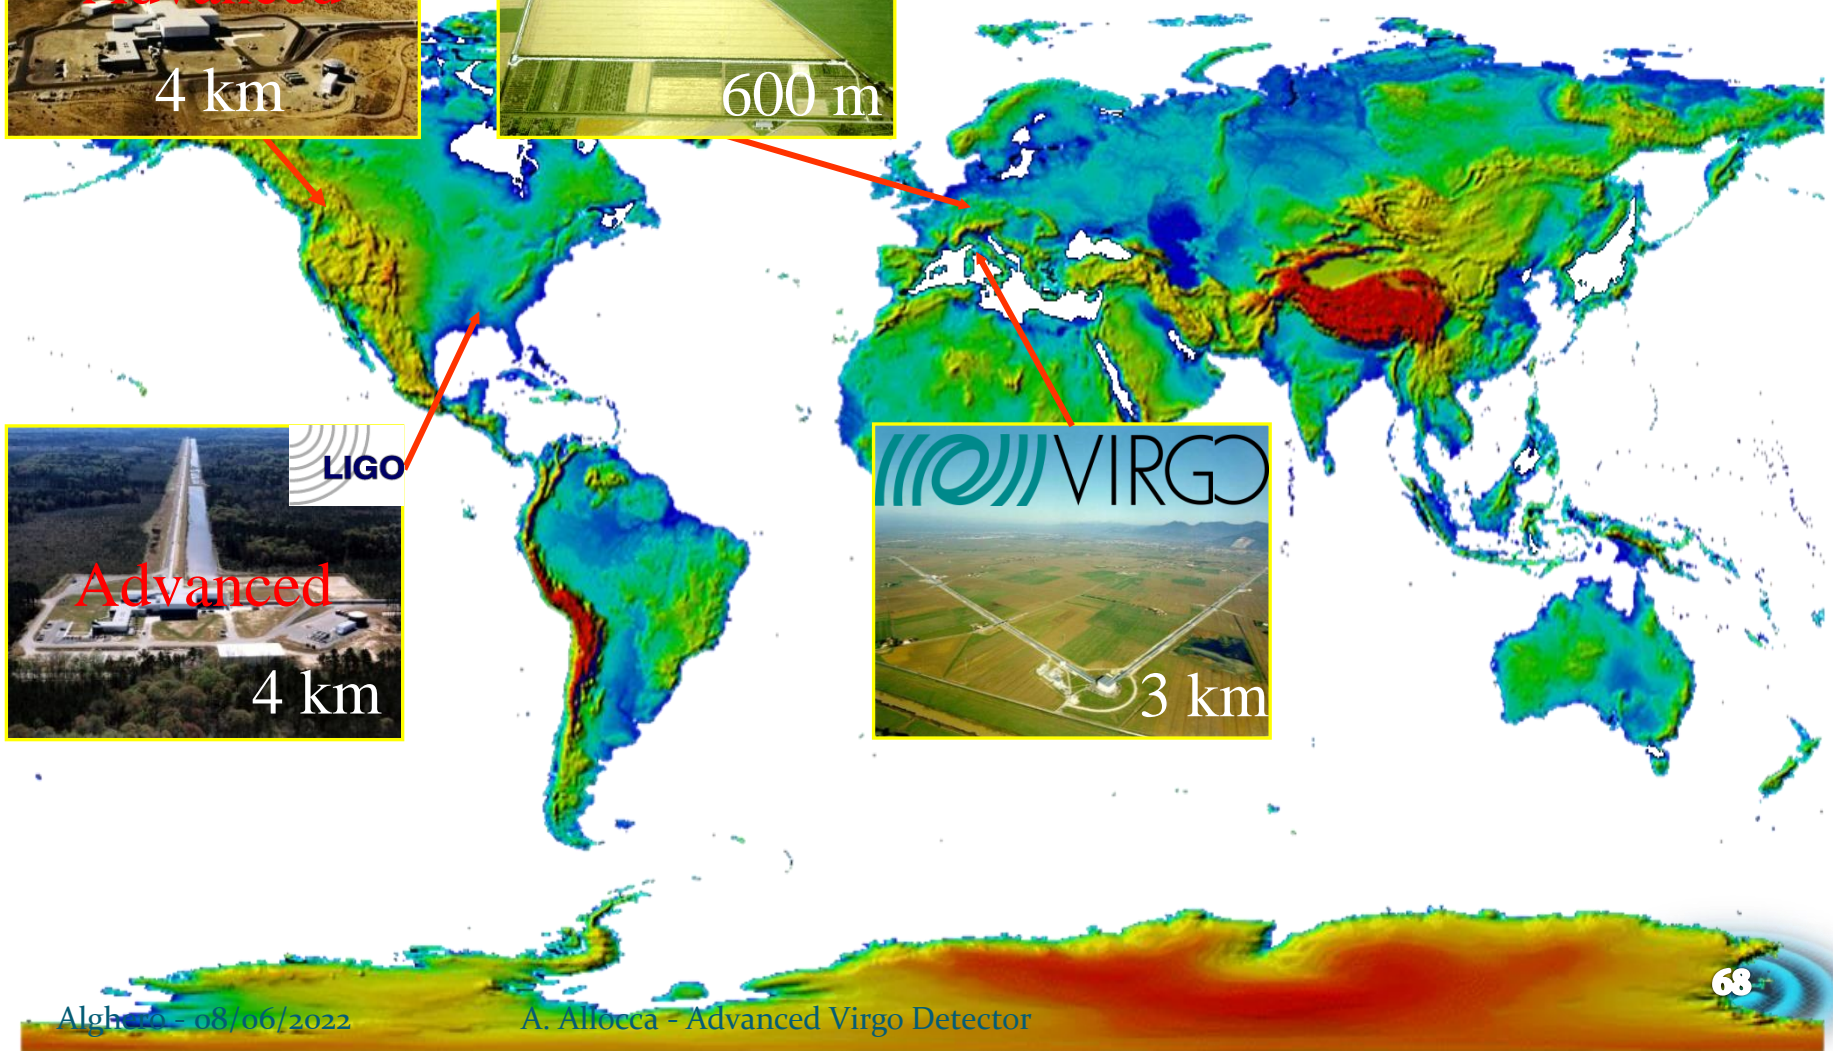 Advanced
4 km
600 m
LIGO
Advanced
4 km
VIRGO
3 km
68
Alghero - 08/06/2022
A. Allocca - Advanced Virgo Detector